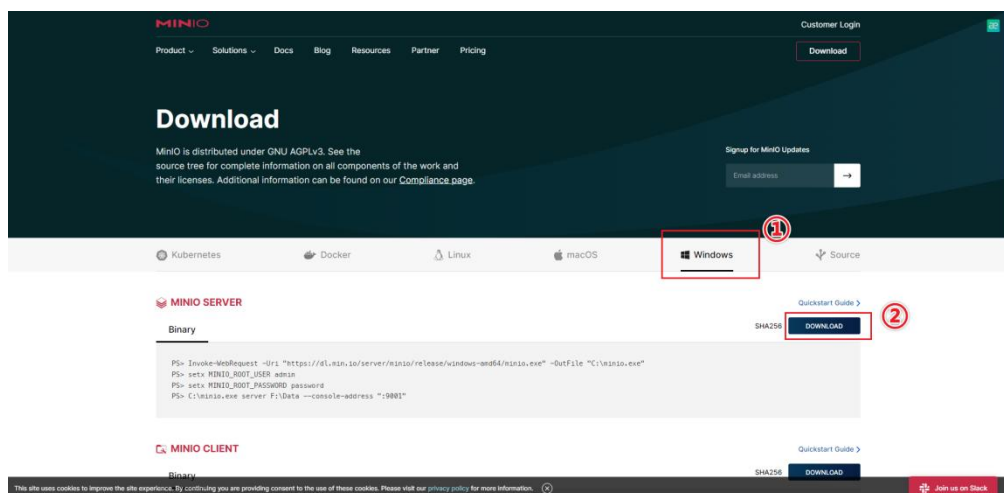 MINIO
Customer Login
Product Solutions Docs Blog Resources Partner Pricing
Download
Download
MinIO is distributed under GNU AGPLv3. See the
source tree for complete information on all components of the work and
their licenses. Additional information can be found on our Compliance page.
Signup for MinIO Updates
Email address
①
Kubernetes Docker Linux macOS Windows Source
MINIO SERVER
Quickstart Guide
Binary
SHA256 DOWNLOAD
②
PS> Invoke-WebRequest -Uri "https://dl.min.io/server/minio/release/windows-amd64/minio.exe" -OutFile "C:\minio.exe"
PS> setx MINIO_ROOT_USER admin
PS> setx MINIO_ROOT_PASSWORD password
PS> C:\minio.exe server F:\Data --console-address ":9001"
MINIO CLIENT
Quickstart Guide
Binary
SHA256 DOWNLOAD
This site uses cookies to improve the site experience. By continuing you are providing consent to the use of these cookies. Please visit our privacy policy for more information.
Join us on Slack